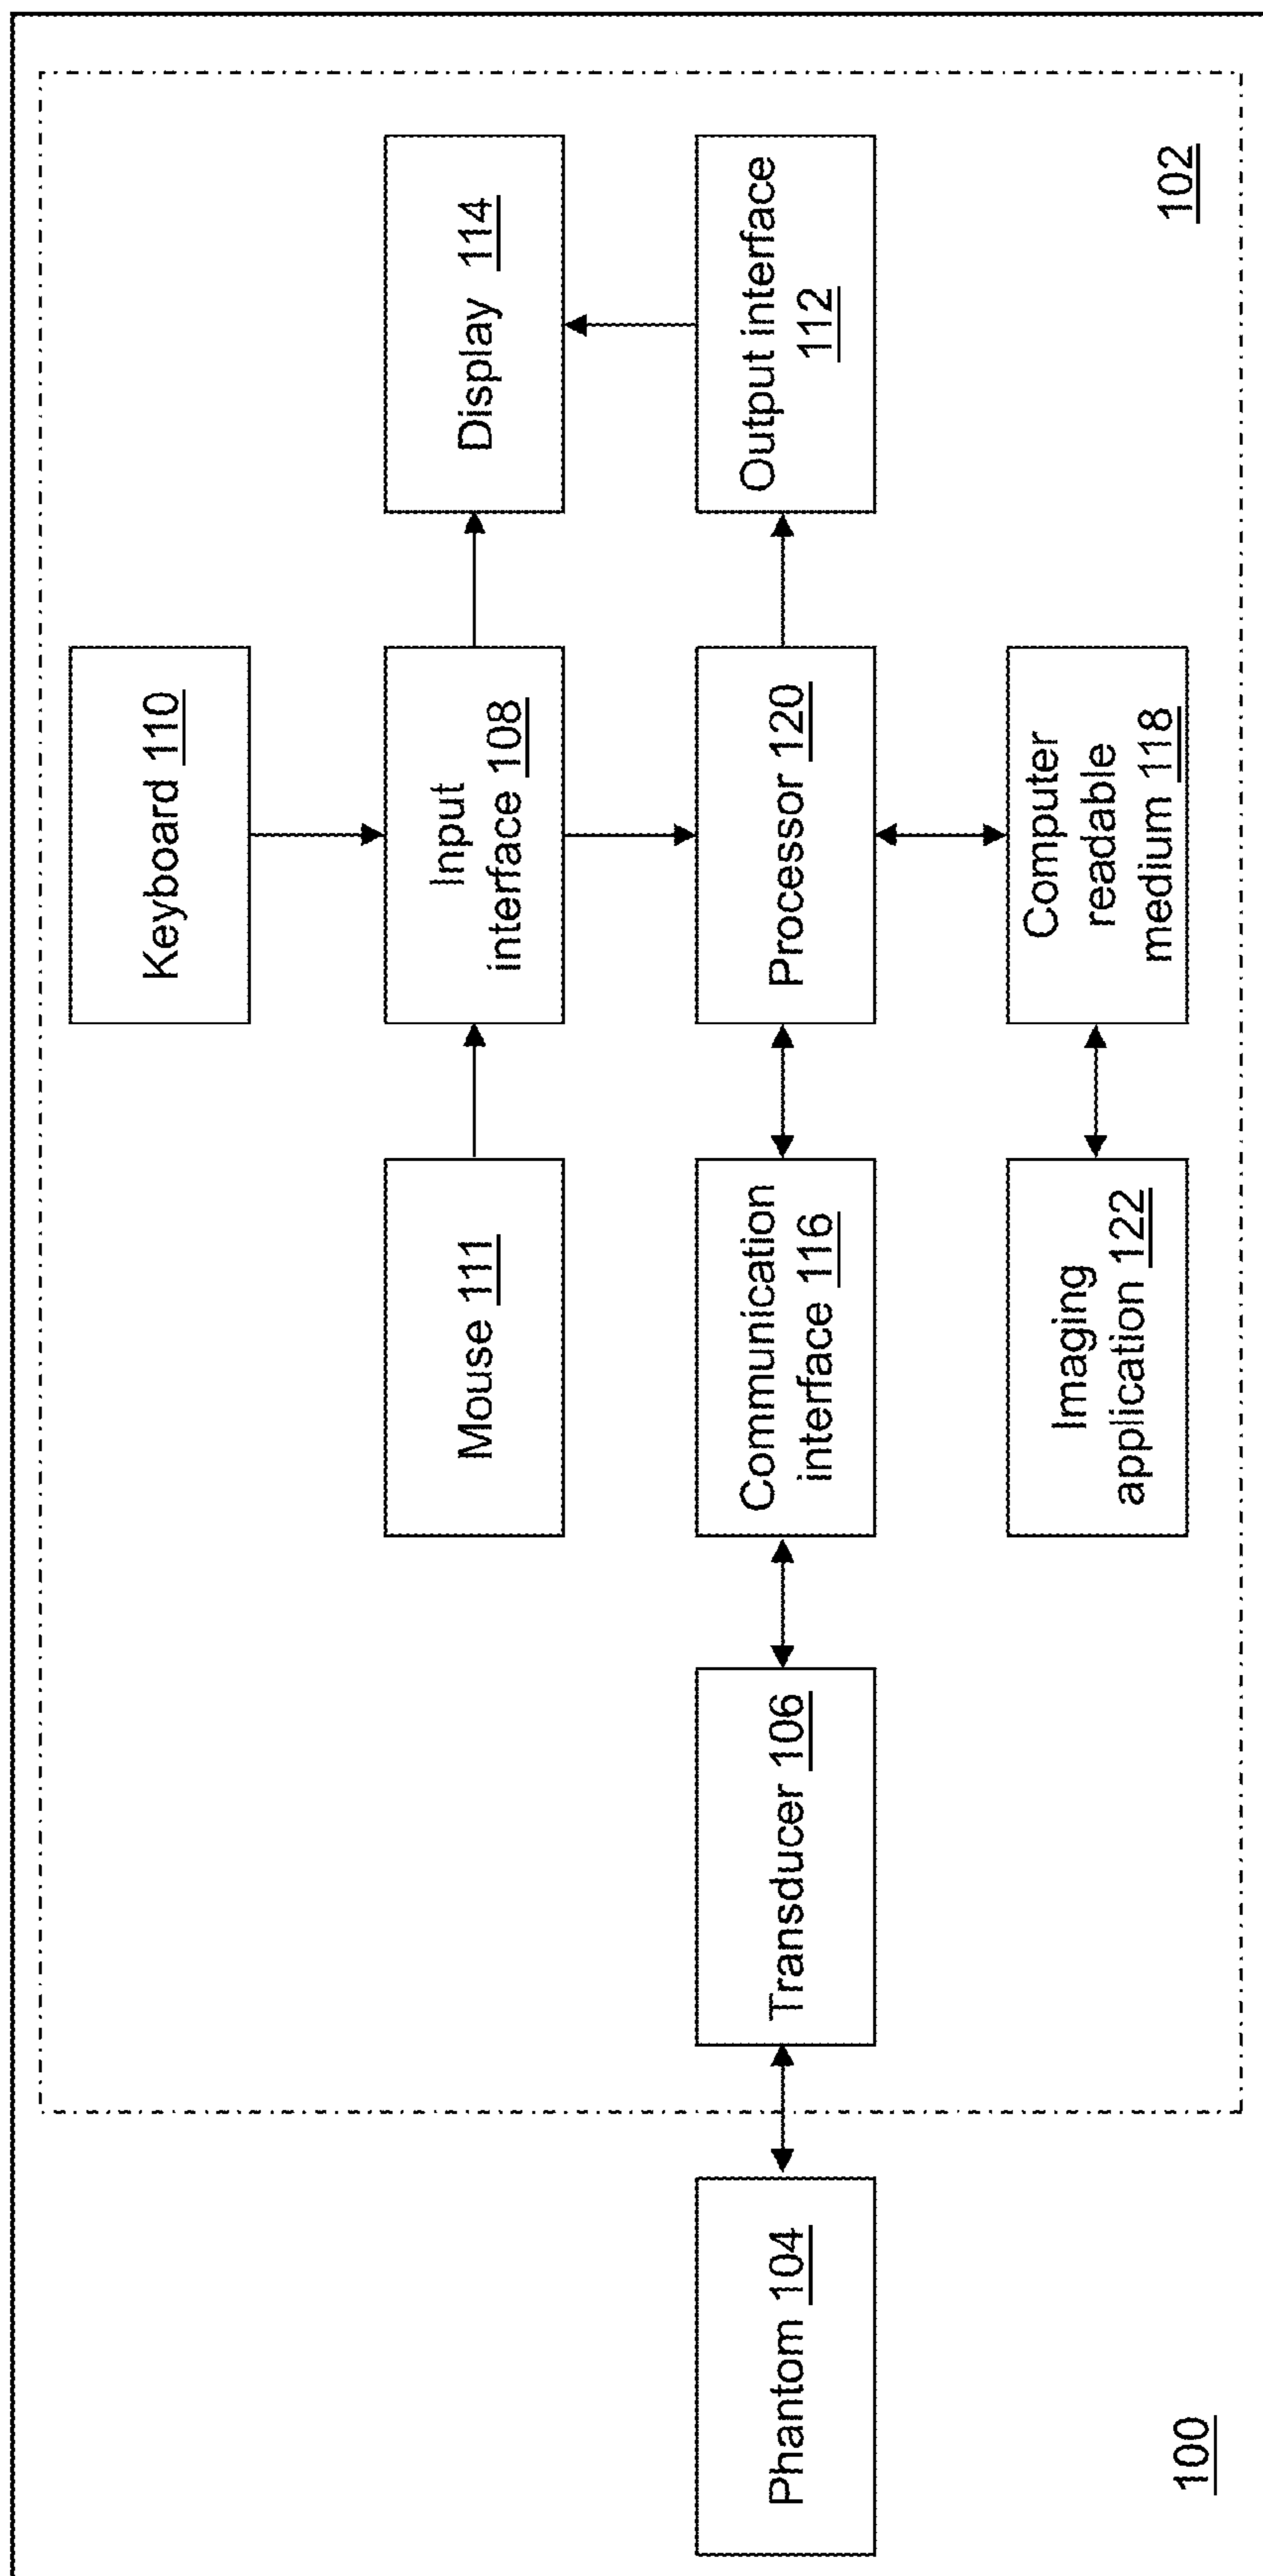 Keyboard 110
Mouse 111
Input
interface 108
Display 114
Phantom 104
Transducer 106
Communication
interface 116
Processor 120
Output interface
112
Imaging
application 122
Computer
readable
medium 118
100
102